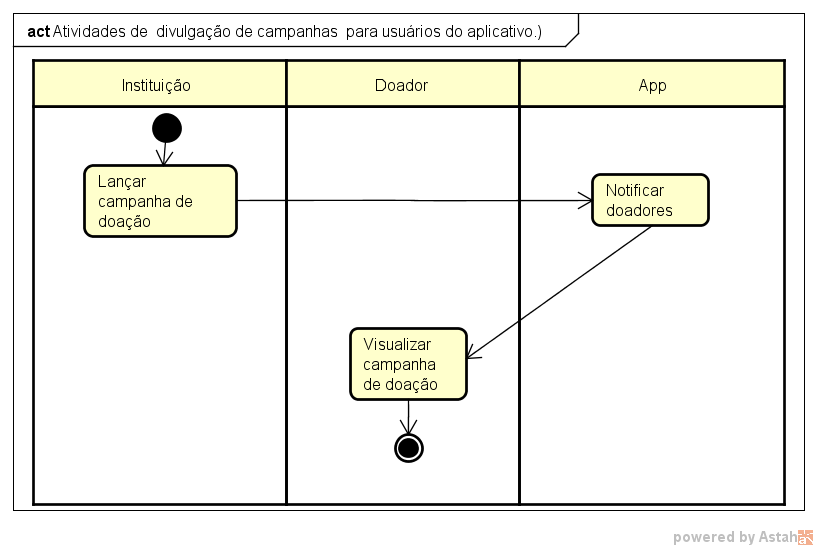 act Atividades de  divulgação de campanhas  para usuários do aplicativo.)
Instituição
Doador
App
Lançar
campanha de
doação
Notificar
doadores
Visualizar
campanha
de doação
powered by Astah